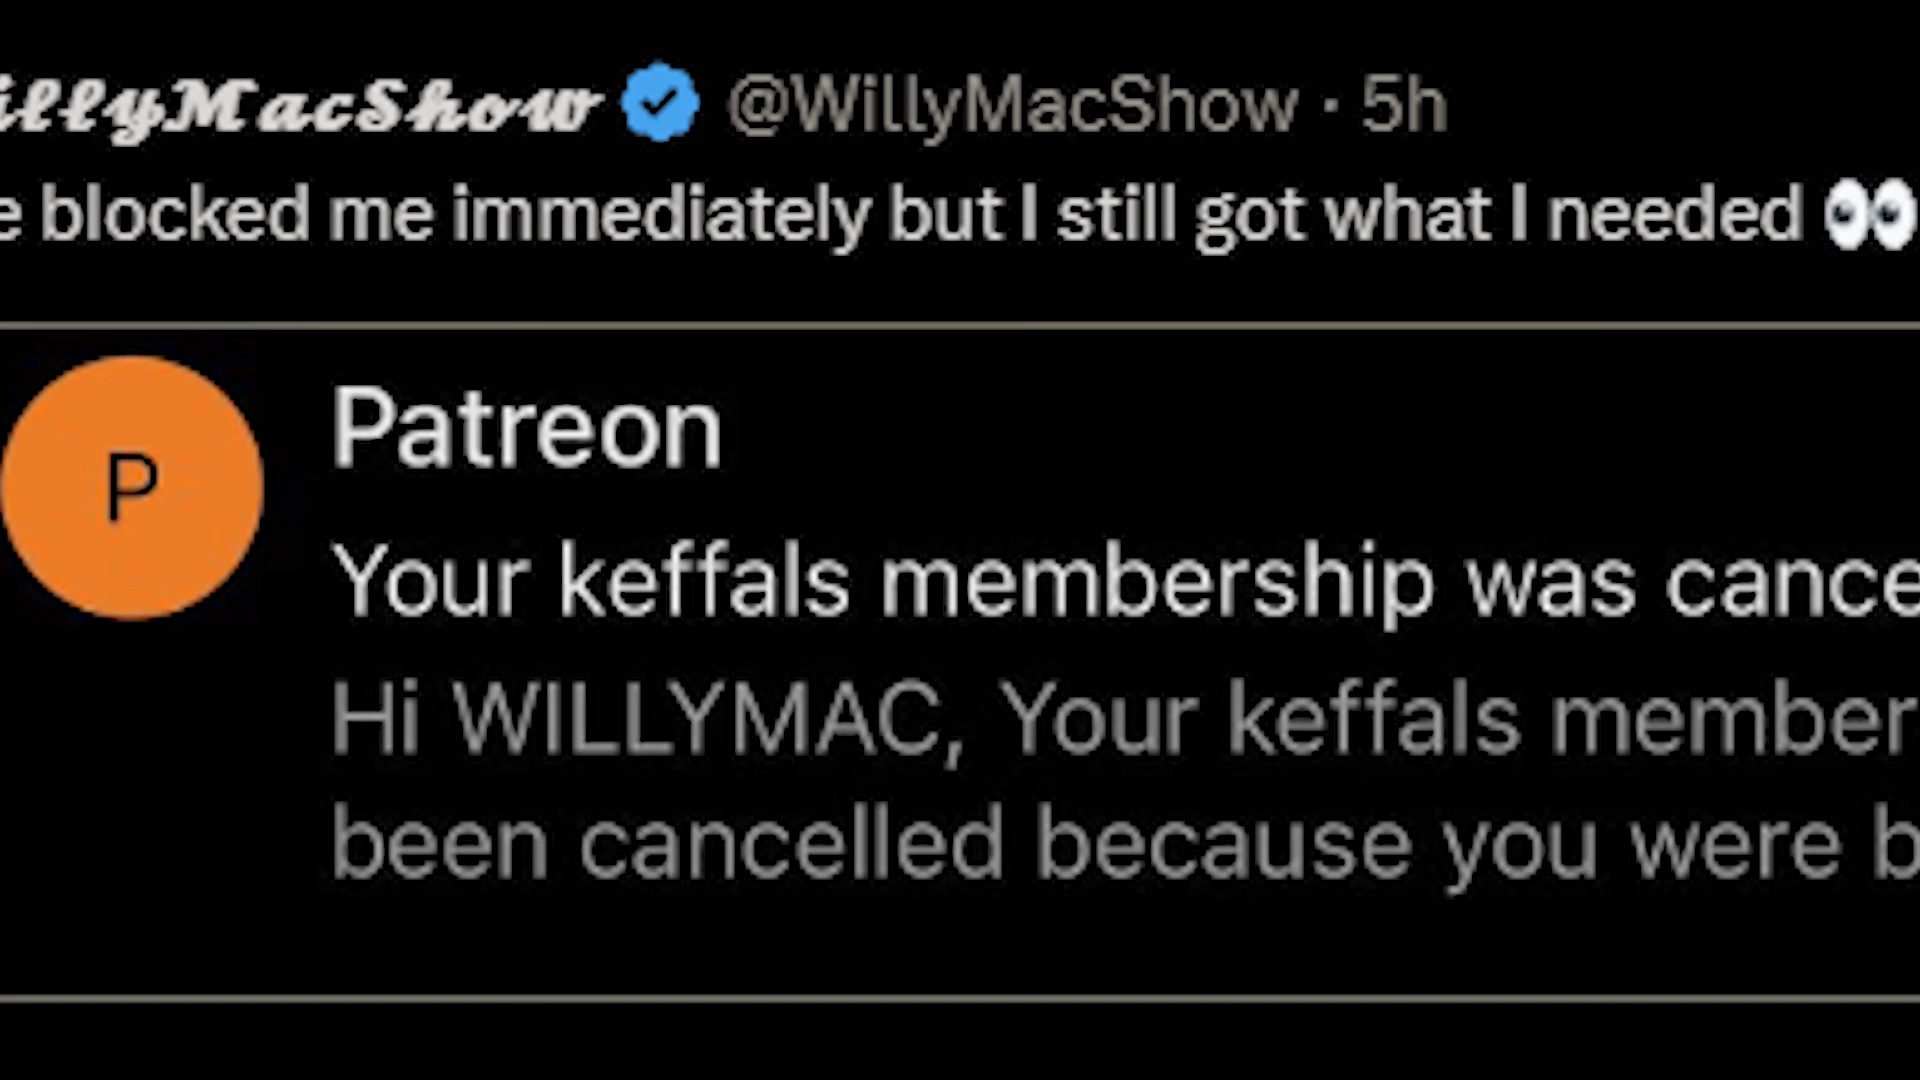 illyMacShow @WillyMacShow · 5h
e blocked me immediately but I still got what I needed 👀
P
Patreon
Your keffals membership was cance
Hi WILLYMAC, Your keffals member
been cancelled because you were b